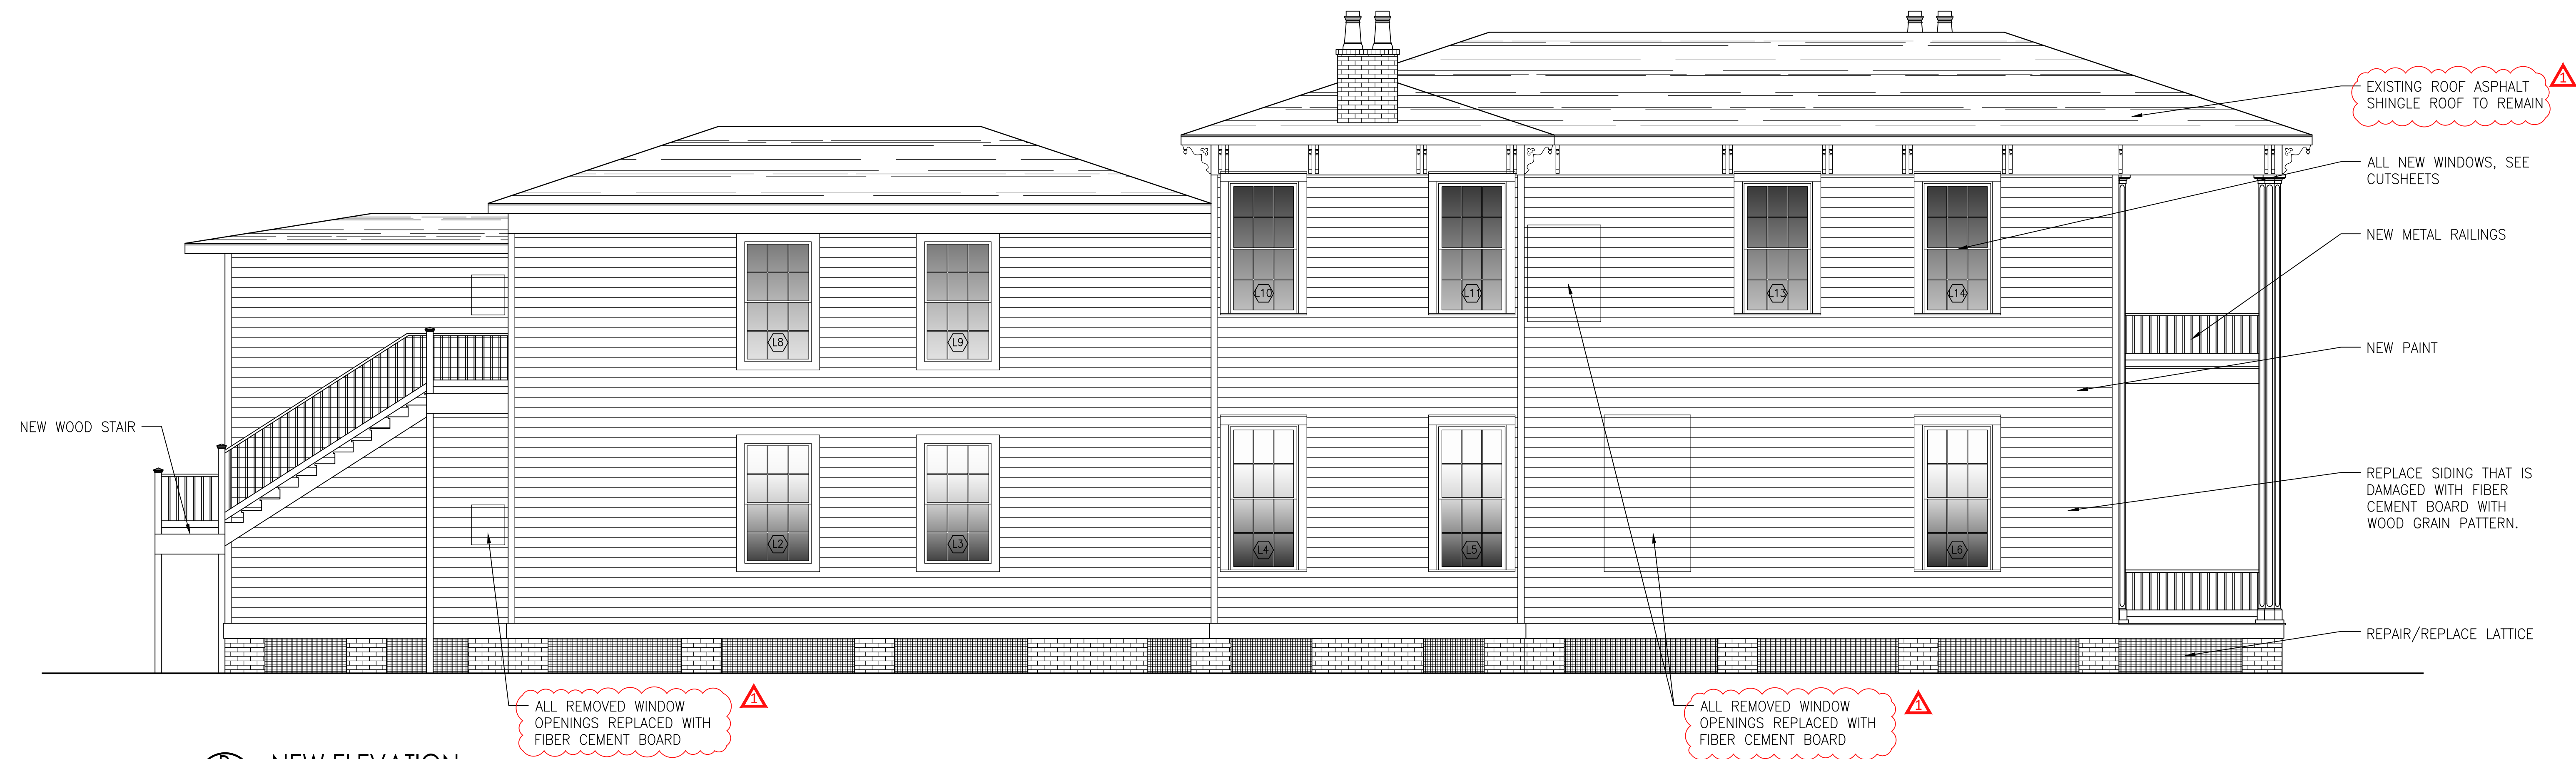 EXISTING ROOF ASPHALT
SHINGLE ROOF TO REMAIN
1
ALL NEW WINDOWS, SEE
CUTSHEETS
NEW METAL RAILINGS
NEW PAINT
REPLACE SIDING THAT IS
DAMAGED WITH FIBER
CEMENT BOARD WITH
WOOD GRAIN PATTERN.
REPAIR/REPLACE LATTICE
NEW WOOD STAIR
L10
L11
L13
L14
L8
L9
L2
L3
L4
L5
L6
ALL REMOVED WINDOW
OPENINGS REPLACED WITH
FIBER CEMENT BOARD
1
ALL REMOVED WINDOW
OPENINGS REPLACED WITH
FIBER CEMENT BOARD
1
NEW ELEVATION